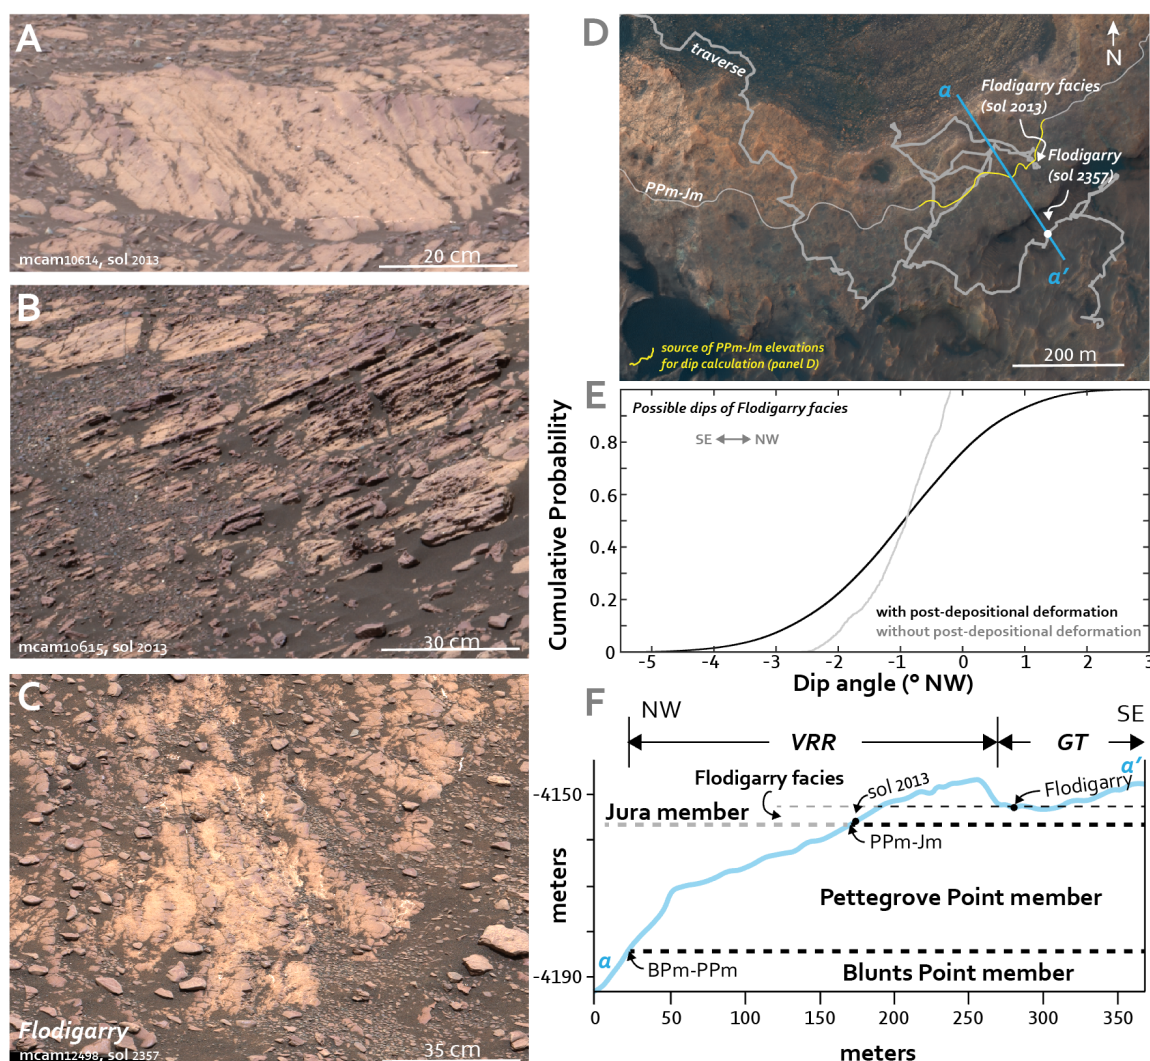 A
mcam10614, sol 2013
20 cm
B
mcam10615, sol 2013
30 cm
C
Flodigarry
mcam12498, sol 2357
35 cm
D
traverse
N
a
Flodigarry facies
(sol 2013)
Flodigarry
(sol 2357)
PPm-Jm
a'
source of PPm-Jm elevations
for dip calculation (panel D)
200 m
E
Possible dips of Flodigarry facies
SE NW
Cumulative Probability
0.8
0.6
0.4
0.2
0
with post-depositional deformation
without post-depositional deformation
-5 -4 -3 -2 -1 0 1 2 3
Dip angle (° NW)
F
NW
SE
VRR
GT
a'
Flodigarry facies
sol 2013
Flodigarry
-4150
Jura member
PPm-Jm
meters
Pettegrove Point member
a
BPm-PPm
-4190
Blunts Point member
0 50 100 150 200 250 300 350
meters